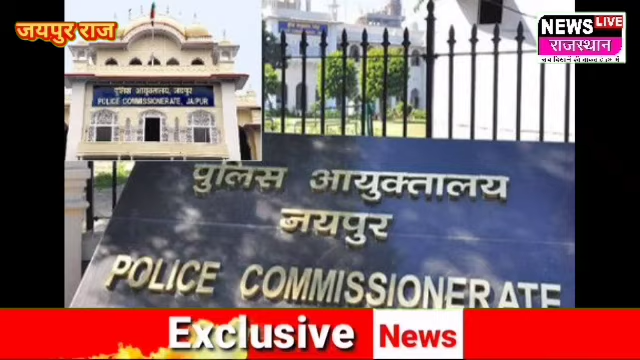 जयपुर राज
NEWS LIVE
राजस्थान
पुलिस आयुक्तालय, जयपुर
POLICE COMMISSIONERATE, JAIPUR
पुलिस आयुक्तालय
जयपुर
POLICE COMMISSIONERATE
Exclusive News